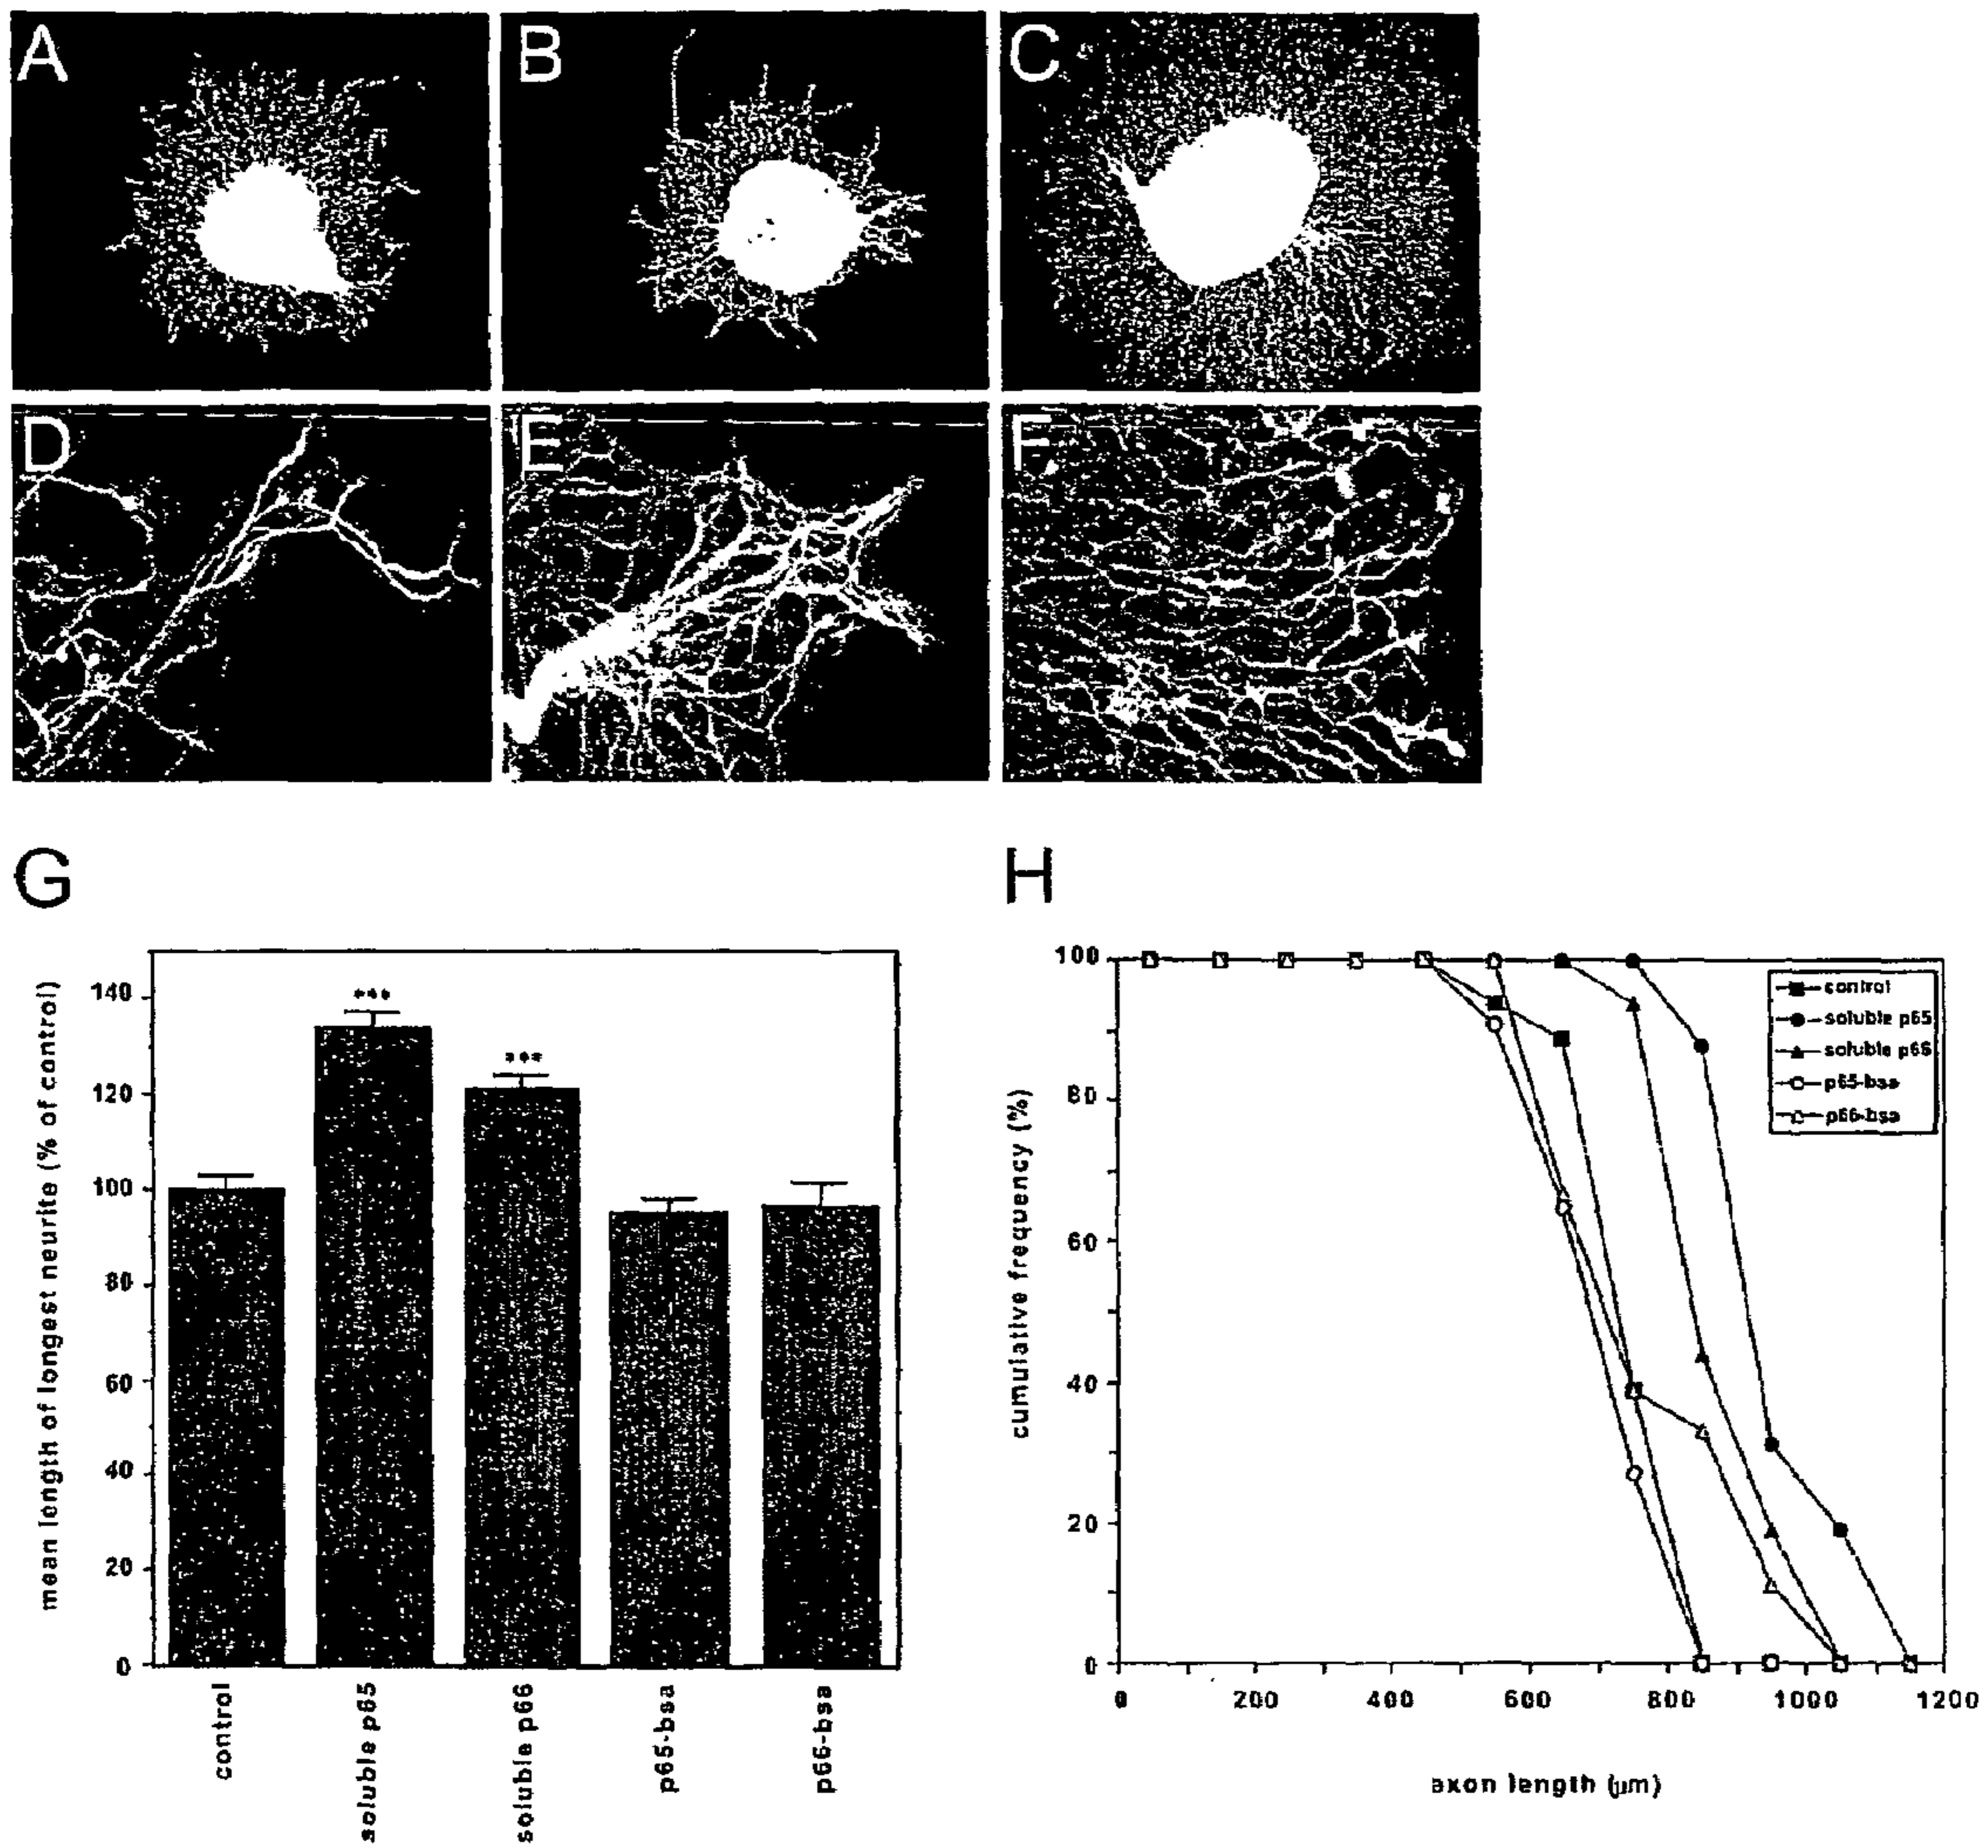 A
B
C
D
E
F
G
H
mean length of longest neurite (% of control)
140
120
100
80
60
40
20
0
***
***
control
soluble p65
soluble p66
p65-bsa
p66-bsa
cumulative frequency (%)
100
80
60
40
20
0
0 200 400 600 800 1000 1200
axon length (μm)
control
soluble p65
soluble p66
p65-bsa
p66-bsa